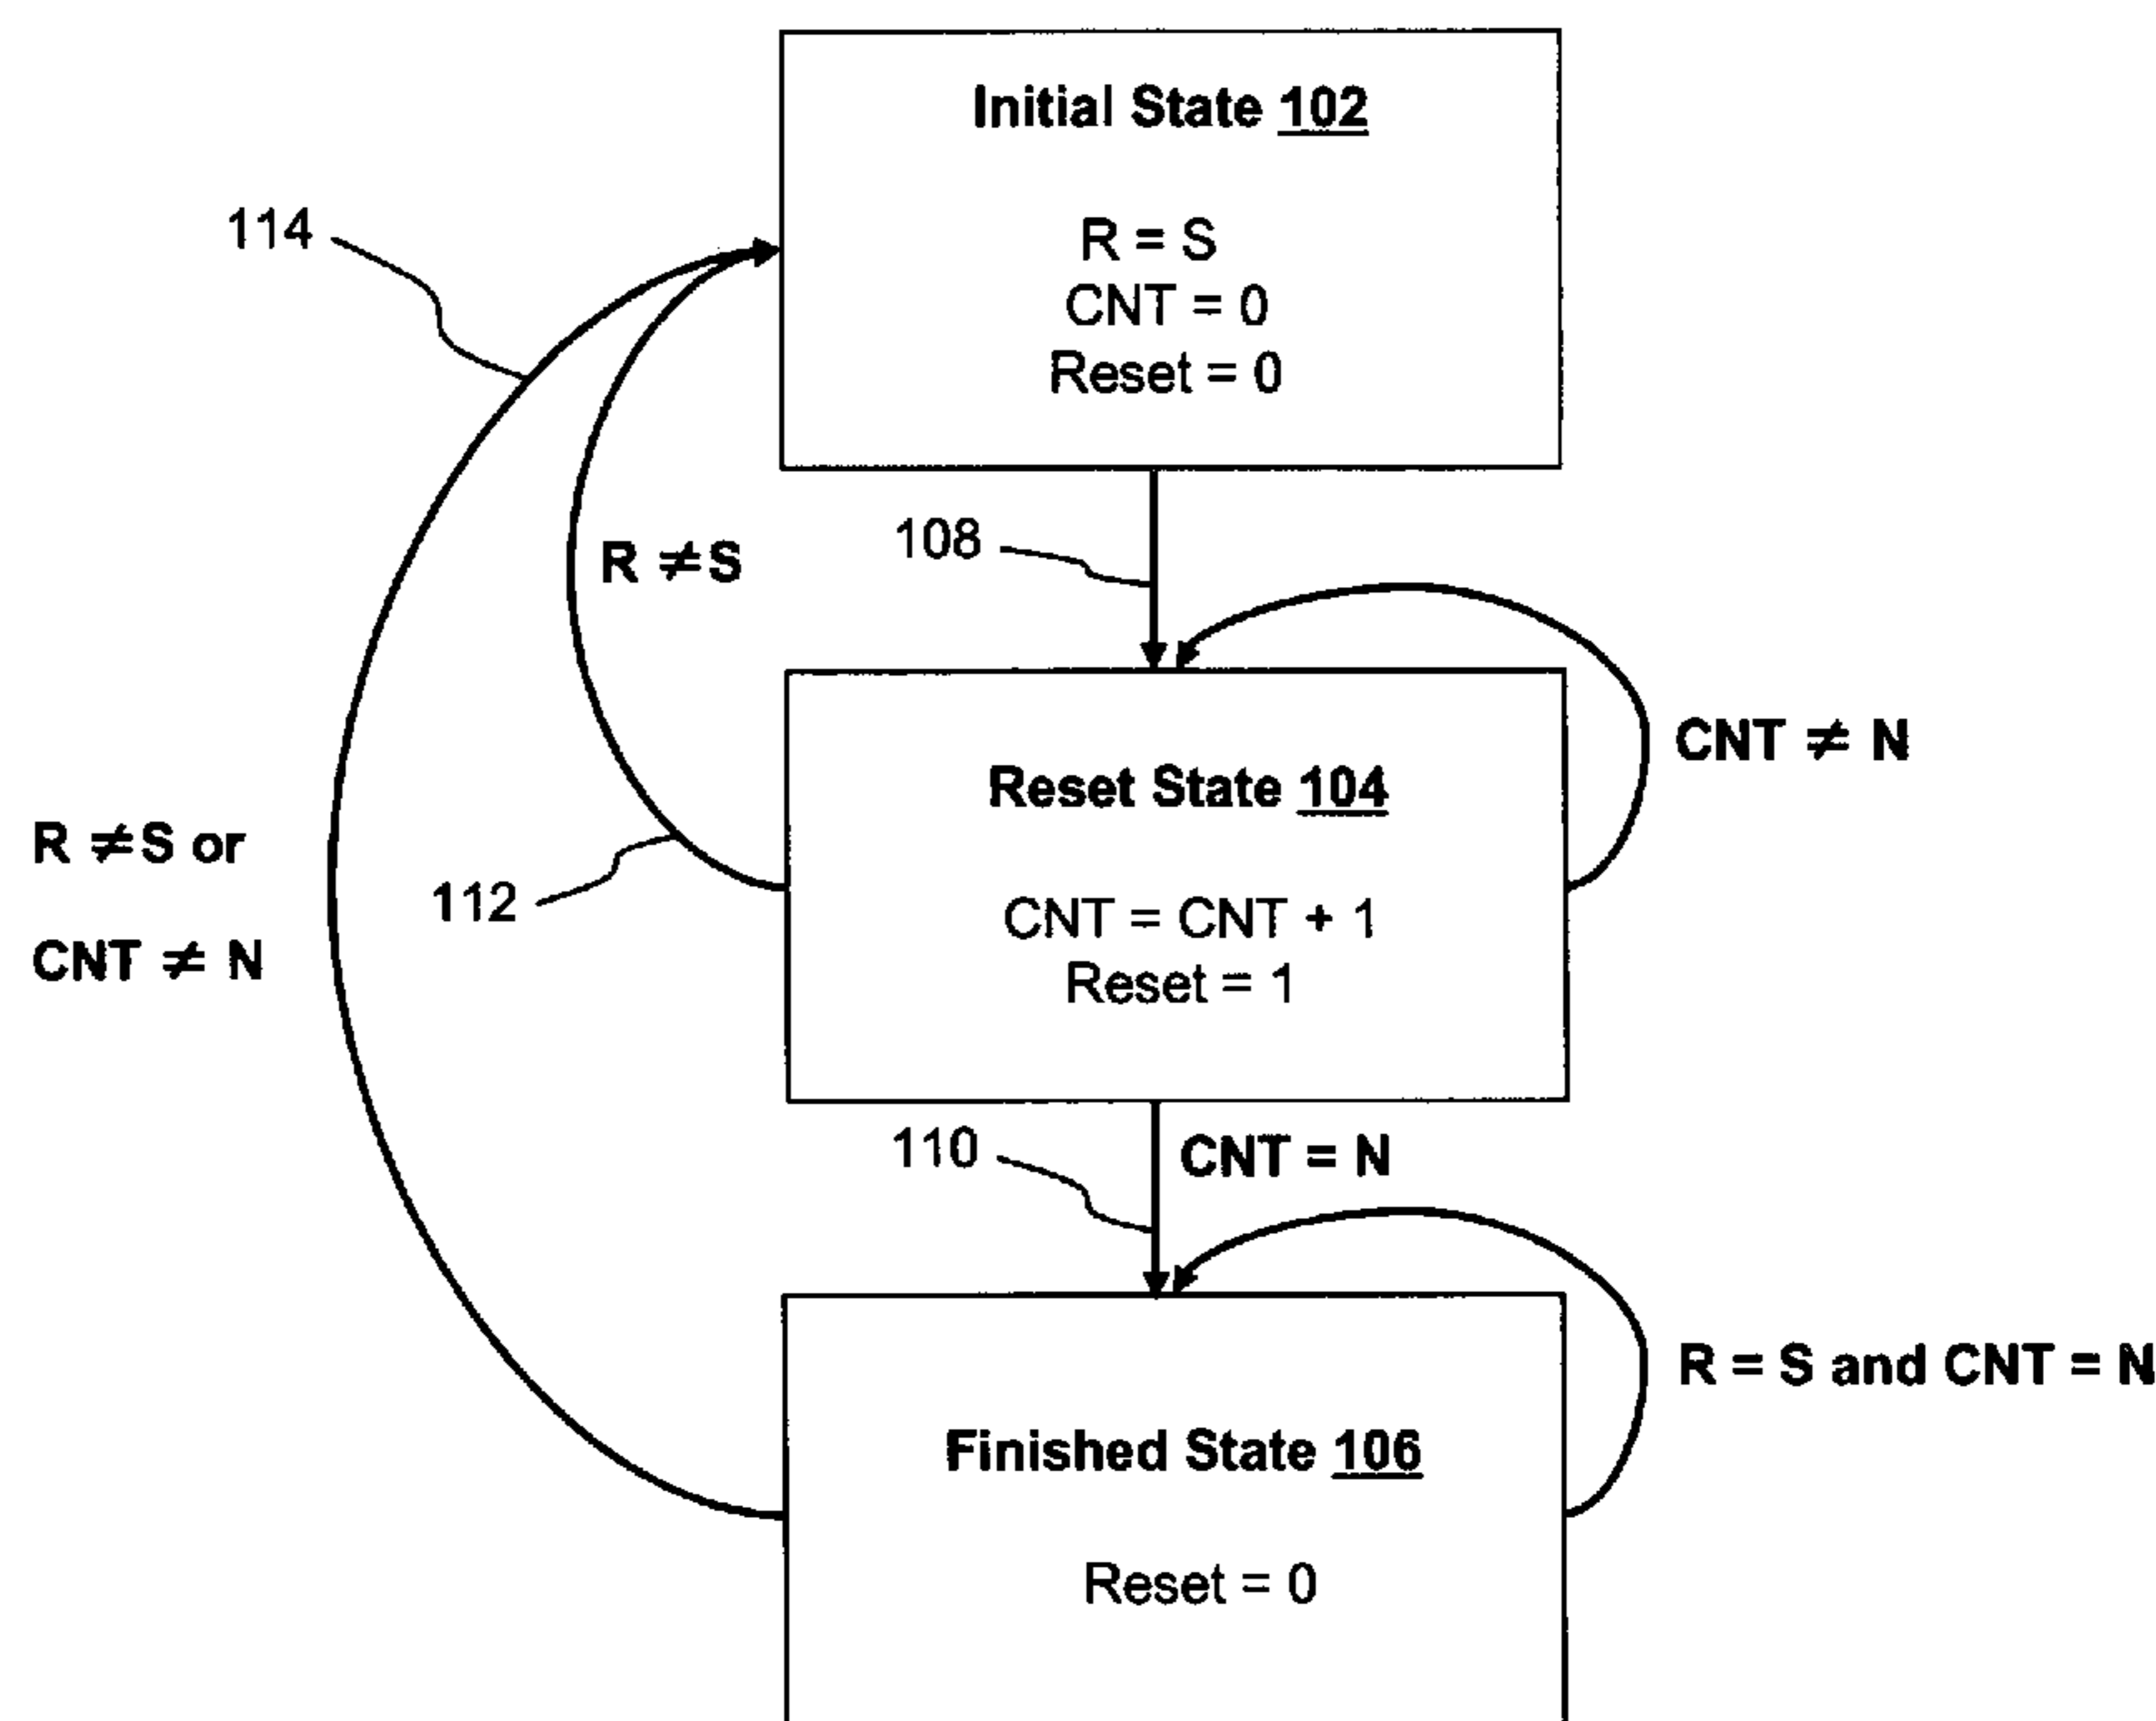 Initial State 102
R = S
CNT = 0
Reset = 0
114
R ≠ S
108
CNT ≠ N
Reset State 104
CNT = CNT + 1
Reset = 1
R ≠ S or
CNT ≠ N
112
110
CNT = N
R = S and CNT = N
Finished State 106
Reset = 0